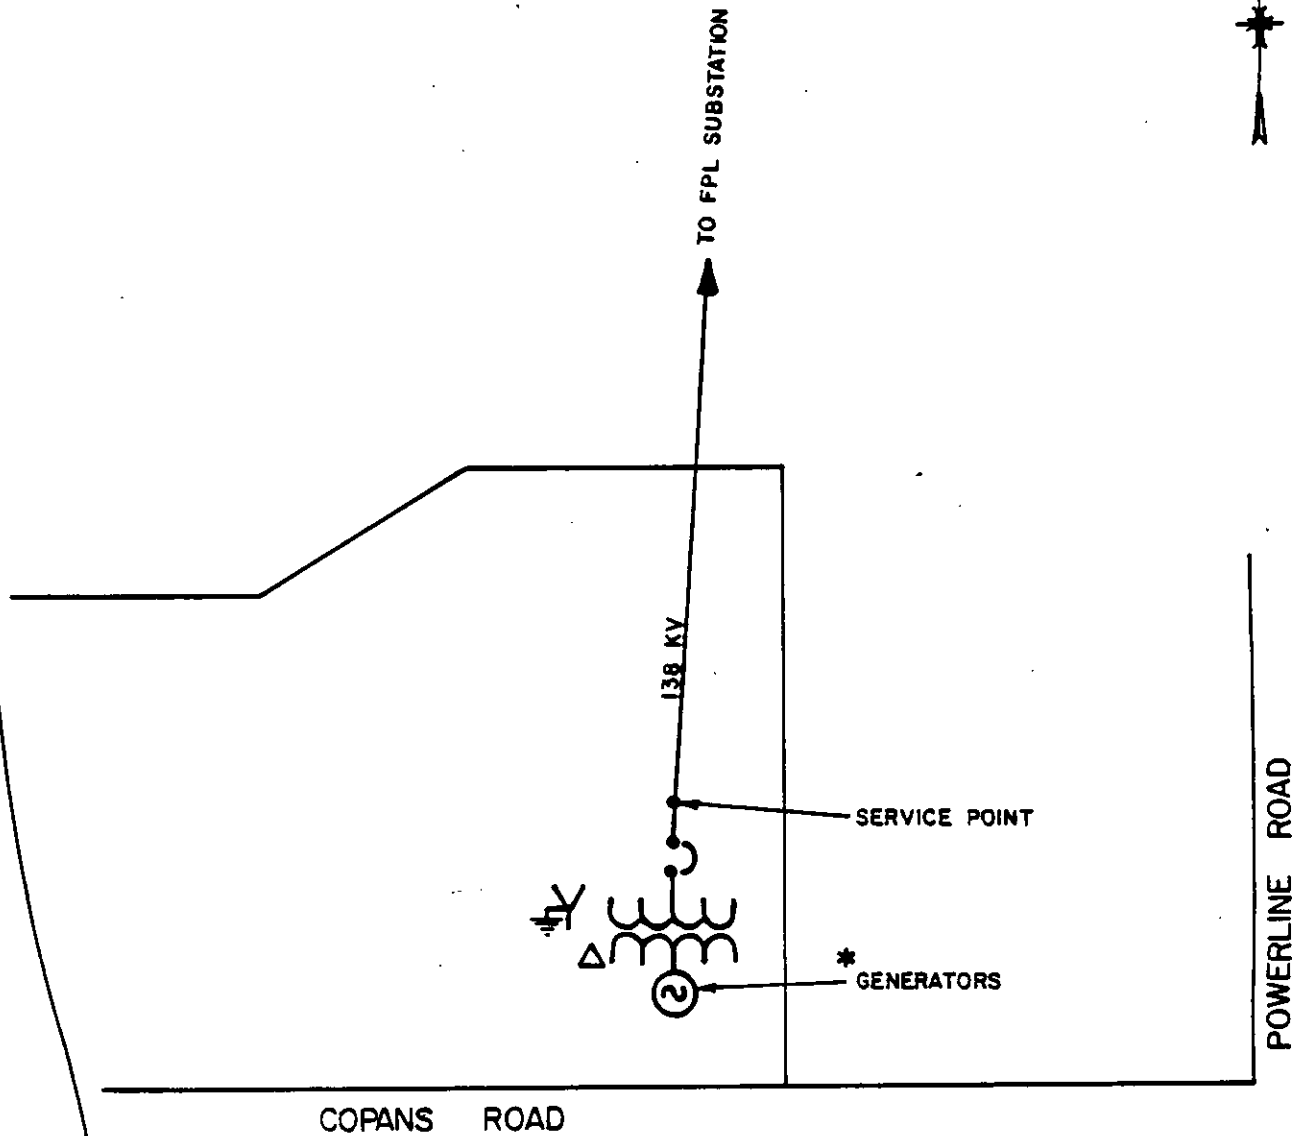 TO FPL SUBSTATION
138 KV
SERVICE POINT
*
GENERATORS
POWERLINE ROAD
COPANS ROAD